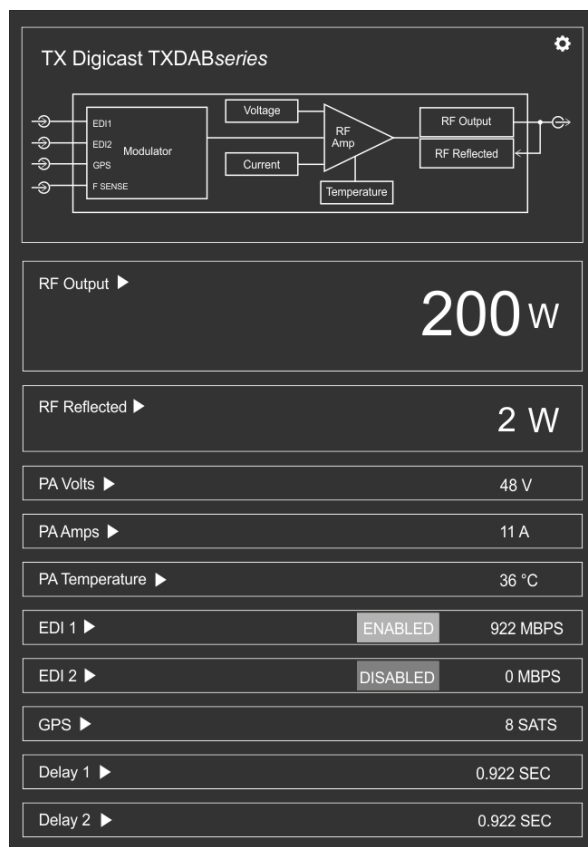 TX Digicast TXDABseries
Voltage
RF Output
EDI1
RF
Amp
EDI2
Modulator
RF Reflected
GPS
Current
F SENSE
Temperature
RF Output
200 W
RF Reflected
2 W
PA Volts
48 V
PA Amps
11 A
PA Temperature
36 °C
EDI 1 ENABLED 922 MBPS
EDI 2 DISABLED 0 MBPS
GPS 8 SATS
Delay 1 0.922 SEC
Delay 2 0.922 SEC